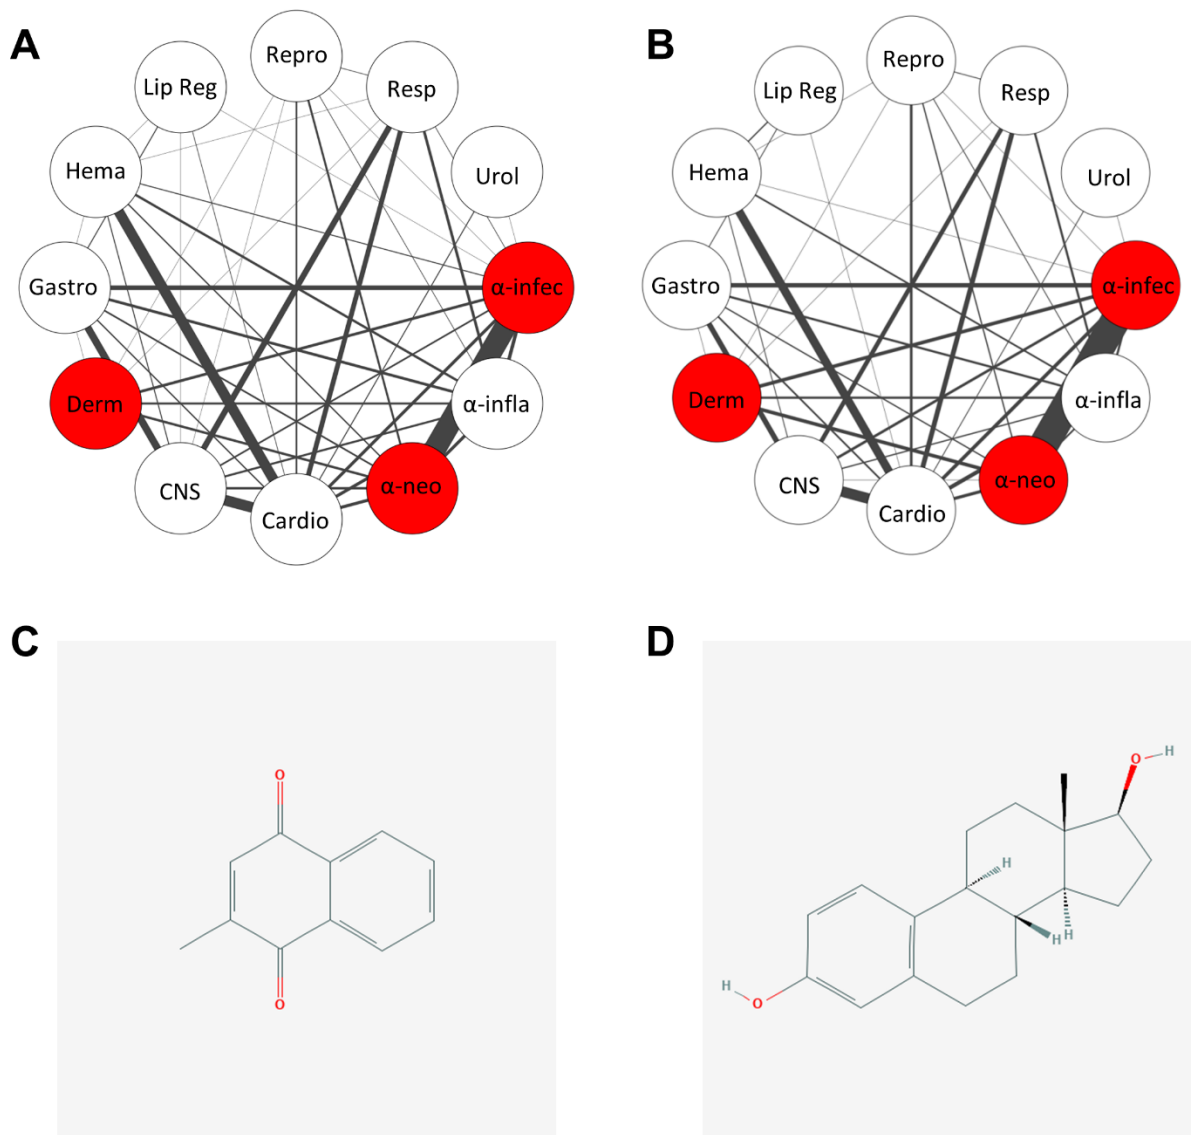 A
Repro
Lip Reg
Resp
Hema
Urol
Gastro
α-infec
Derm
α-infla
CNS
α-neo
Cardio
B
Repro
Lip Reg
Resp
Hema
Urol
Gastro
α-infec
Derm
α-infla
CNS
α-neo
Cardio
C
O
O
D
O H
H
H H
H O